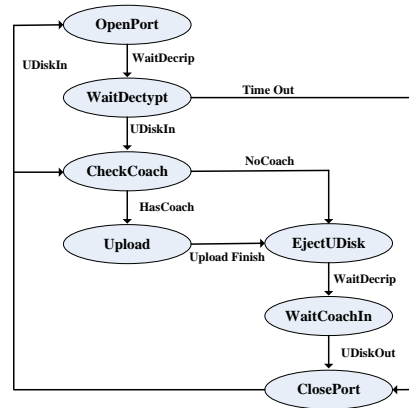 OpenPort
WaitDecrip
UDiskIn
WaitDectypt
Time Out
UDiskIn
CheckCoach
NoCoach
HasCoach
Upload
Upload Finish
EjectUDisk
WaitDecrip
WaitCoachIn
UDiskOut
ClosePort